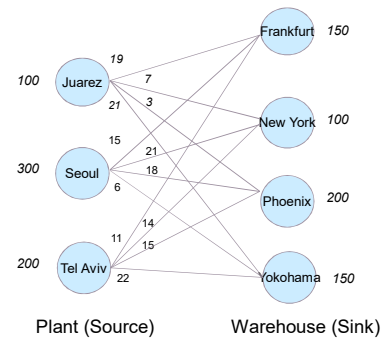 Frankfurt 150
19
100 Juarez 7
3
21
New York 100
15
21
300 Seoul 18
6
Phoenix 200
14
11
15
200 Tel Aviv
22
Yokohama 150
Plant (Source) Warehouse (Sink)